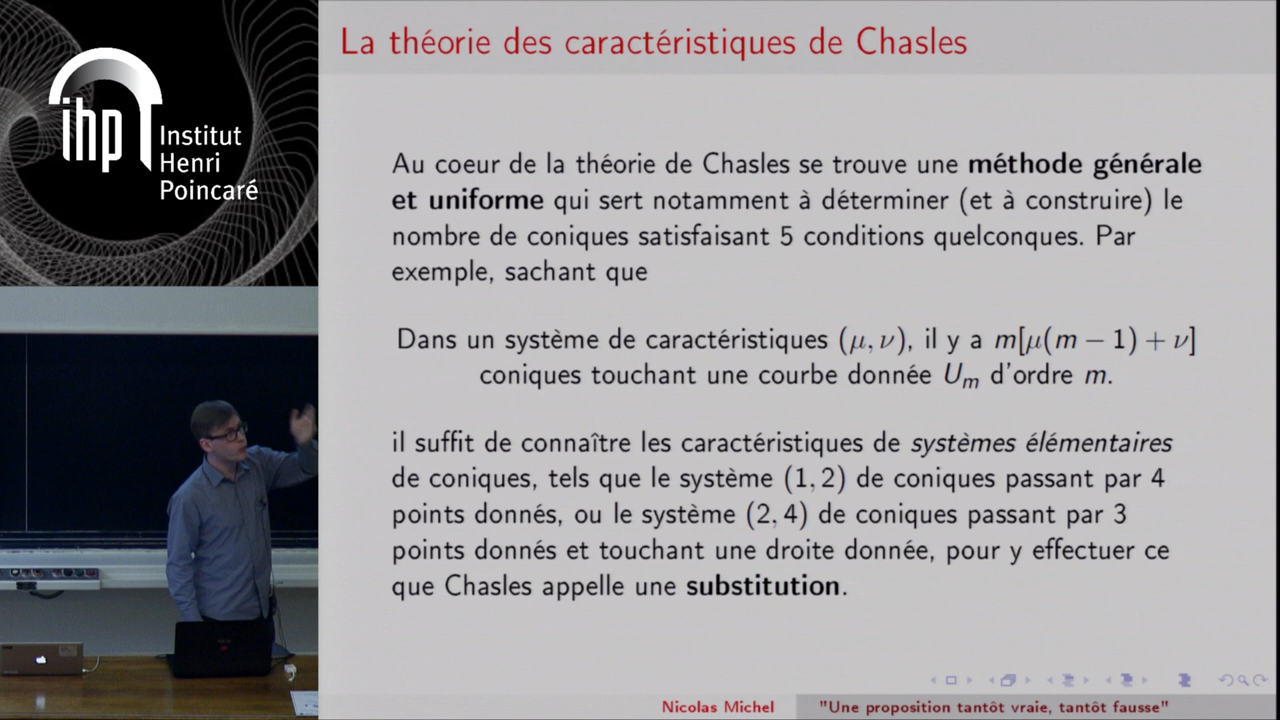 ihp
Institut
Henri
Poincaré
La théorie des caractéristiques de Chasles
Au coeur de la théorie de Chasles se trouve une méthode générale
et uniforme qui sert notamment à déterminer (et à construire) le
nombre de coniques satisfaisant 5 conditions quelconques. Par
exemple, sachant que
Dans un système de caractéristiques (μ, ν), il y a m[μ(m − 1) + ν]
coniques touchant une courbe donnée Uₘ d'ordre m.
il suffit de connaître les caractéristiques de systèmes élémentaires
de coniques, tels que le système (1, 2) de coniques passant par 4
points donnés, ou le système (2, 4) de coniques passant par 3
points donnés et touchant une droite donnée, pour y effectuer ce
que Chasles appelle une substitution.
Nicolas Michel
"Une proposition tantôt vraie, tantôt fausse"